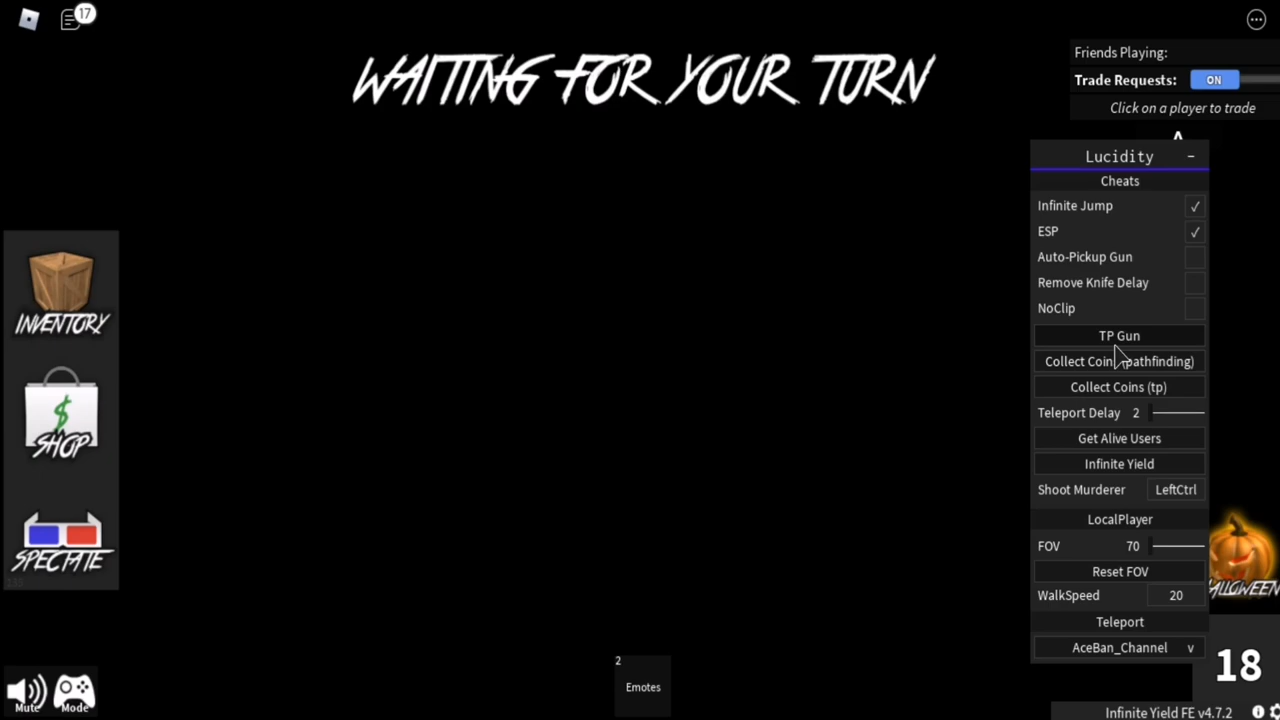 17
WAITING FOR YOUR TURN
Friends Playing:
Trade Requests: ON
Click on a player to trade
Lucidity -
Cheats
Infinite Jump ✓
ESP ✓
Auto-Pickup Gun
Remove Knife Delay
NoClip
TP Gun
Collect Coins (pathfinding)
Collect Coins (tp)
Teleport Delay 2
Get Alive Users
Infinite Yield
Shoot Murderer LeftCtrl
LocalPlayer
FOV 70
Reset FOV
WalkSpeed 20
Teleport
AceBan_Channel v
INVENTORY
$
SHOP
SPECTATE
133
Mute Mode
2
Emotes
18
Infinite Yield FE v4.7.2